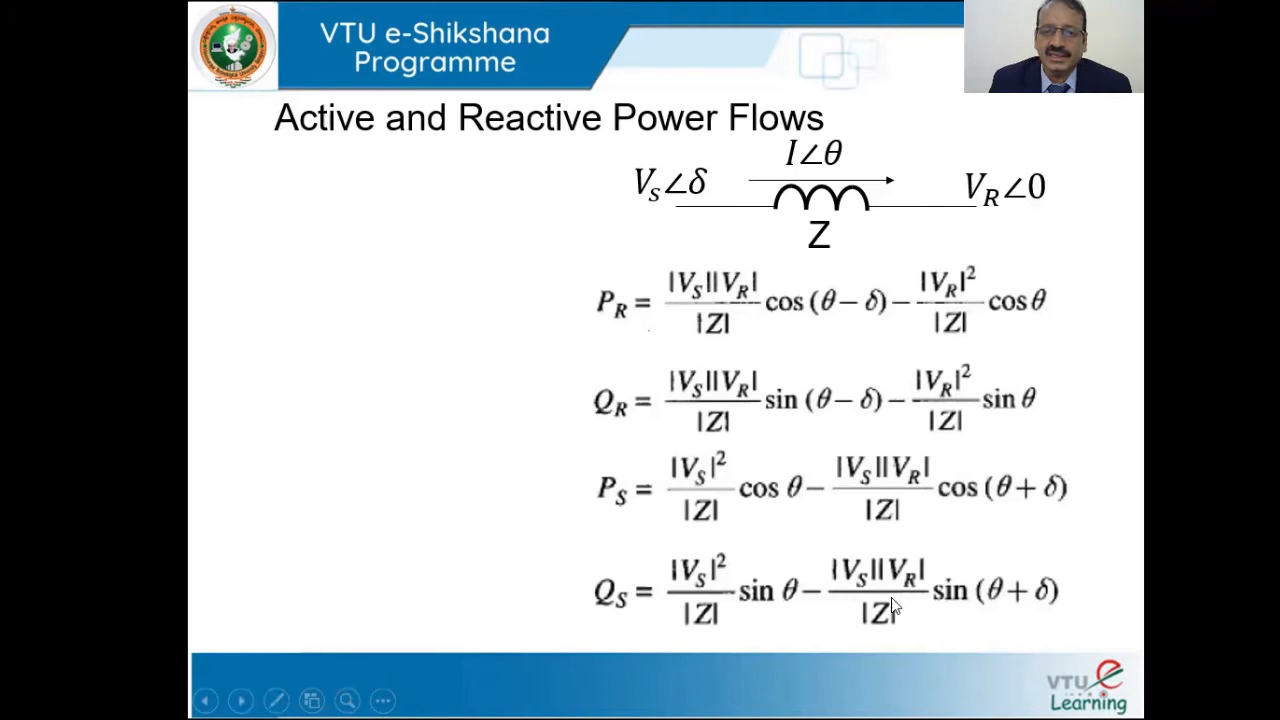 VTU e-Shikshana
Programme
Active and Reactive Power Flows
I∠θ
V_S∠δ
V_R∠0
Z
P_R = |V_S||V_R| / |Z| cos (θ − δ) − |V_R|² / |Z| cos θ
Q_R = |V_S||V_R| / |Z| sin (θ − δ) − |V_R|² / |Z| sin θ
P_S = |V_S|² / |Z| cos θ − |V_S||V_R| / |Z| cos (θ + δ)
Q_S = |V_S|² / |Z| sin θ − |V_S||V_R| / |Z| sin (θ + δ)
VTU e
Learning